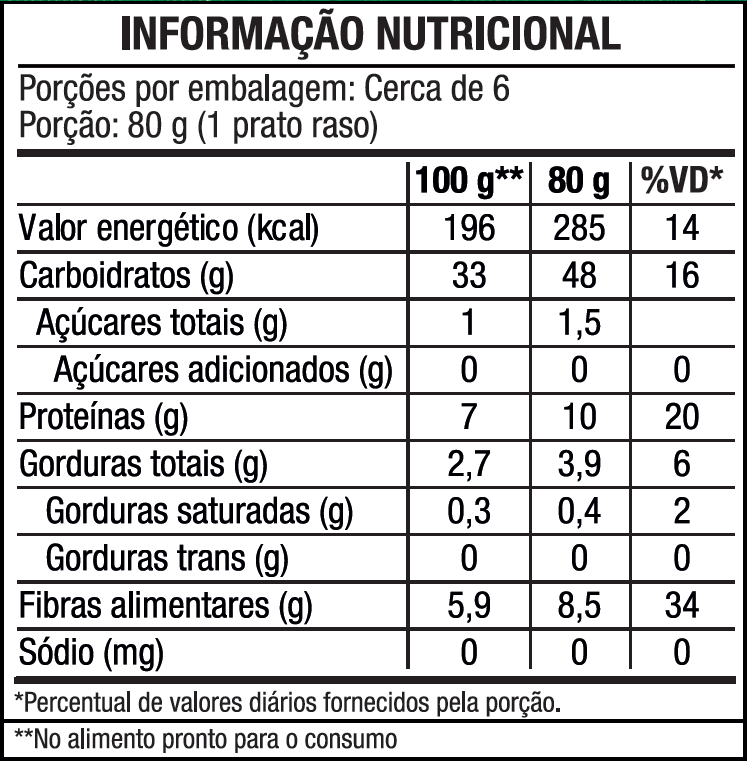 INFORMAÇÃO NUTRICIONAL
Porções por embalagem: Cerca de 6
Porção: 80 g (1 prato raso)
100 g** 80 g %VD*
Valor energético (kcal) 196 285 14
Carboidratos (g) 33 48 16
Açúcares totais (g) 1 1,5
Açúcares adicionados (g) 0 0 0
Proteínas (g) 7 10 20
Gorduras totais (g) 2,7 3,9 6
Gorduras saturadas (g) 0,3 0,4 2
Gorduras trans (g) 0 0 0
Fibras alimentares (g) 5,9 8,5 34
Sódio (mg) 0 0 0
*Percentual de valores diários fornecidos pela porção.
**No alimento pronto para o consumo